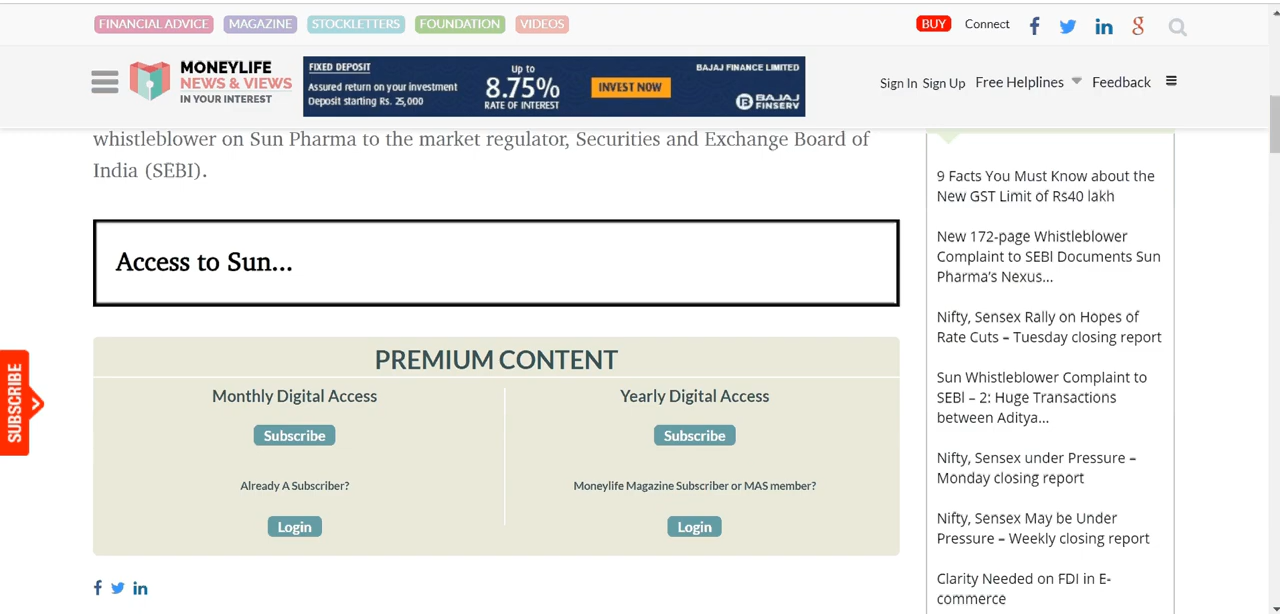 FINANCIAL ADVICE MAGAZINE STOCKLETTERS FOUNDATION VIDEOS
BUY Connect
MONEYLIFE
NEWS & VIEWS
IN YOUR INTEREST
FIXED DEPOSIT
Assured return on your investment
Deposit starting Rs. 25,000
Up to
8.75%
RATE OF INTEREST
INVEST NOW
BAJAJ FINANCE LIMITED
BAJAJ
FINSERV
Sign In Sign Up Free Helplines Feedback
whistleblower on Sun Pharma to the market regulator, Securities and Exchange Board of
India (SEBI).
Access to Sun...
PREMIUM CONTENT
Monthly Digital Access
Subscribe
Already A Subscriber?
Login
Yearly Digital Access
Subscribe
Moneylife Magazine Subscriber or MAS member?
Login
SUBSCRIBE
9 Facts You Must Know about the
New GST Limit of Rs40 lakh
New 172-page Whistleblower
Complaint to SEBI Documents Sun
Pharma's Nexus...
Nifty, Sensex Rally on Hopes of
Rate Cuts – Tuesday closing report
Sun Whistleblower Complaint to
SEBI – 2: Huge Transactions
between Aditya...
Nifty, Sensex under Pressure –
Monday closing report
Nifty, Sensex May be Under
Pressure – Weekly closing report
Clarity Needed on FDI in E-
commerce